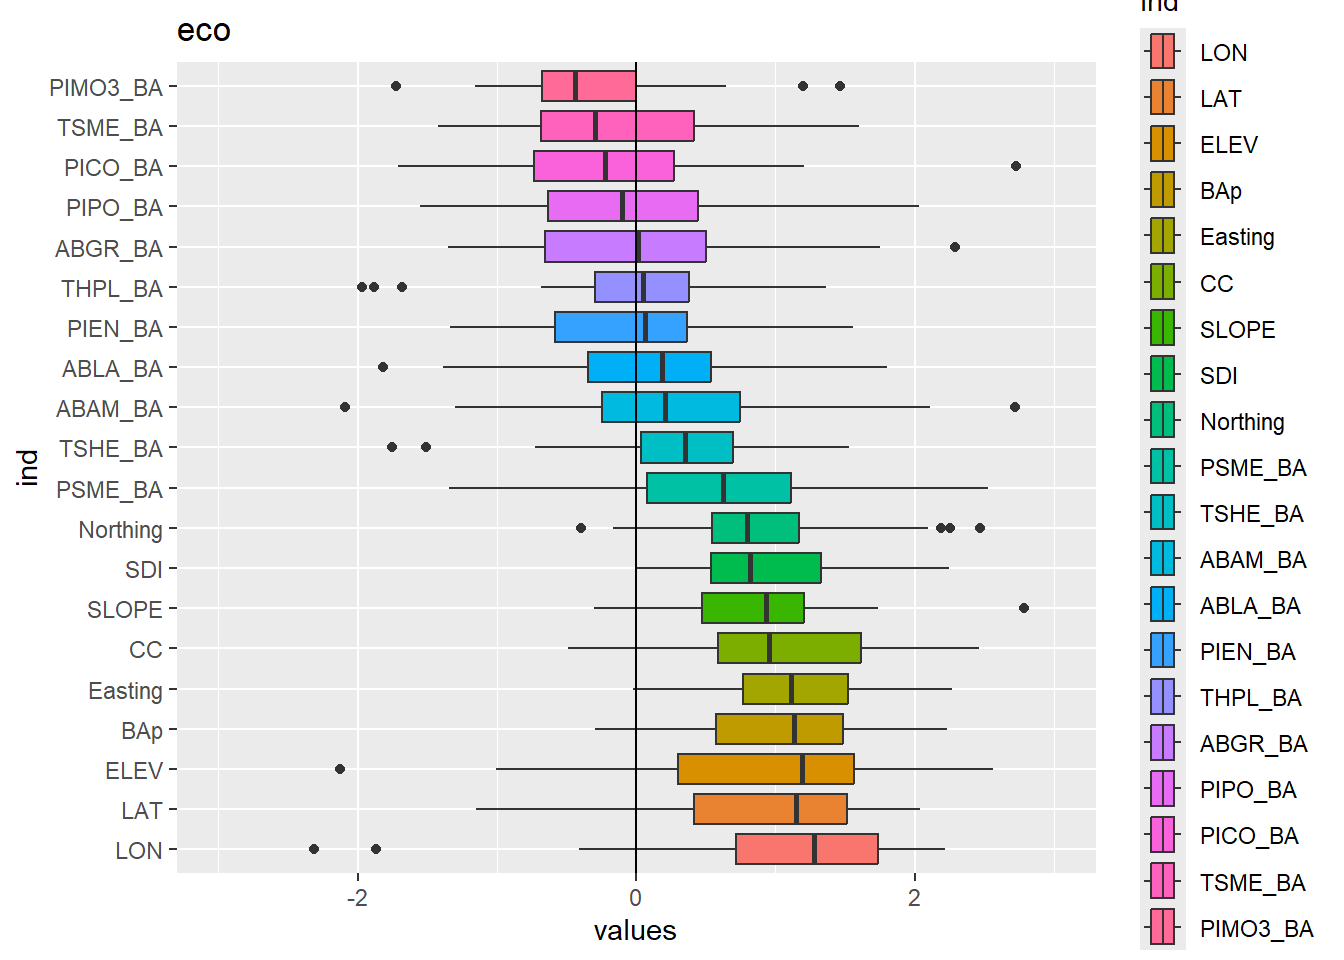 eco
ind
PIMO3_BA
TSME_BA
PICO_BA
PIPO_BA
ABGR_BA
THPL_BA
PIEN_BA
ABLA_BA
ABAM_BA
TSHE_BA
PSME_BA
Northing
SDI
SLOPE
CC
Easting
BAp
ELEV
LAT
LON
-2 0 2
values
ind
LON
LAT
ELEV
BAp
Easting
CC
SLOPE
SDI
Northing
PSME_BA
TSHE_BA
ABAM_BA
ABLA_BA
PIEN_BA
THPL_BA
ABGR_BA
PIPO_BA
PICO_BA
TSME_BA
PIMO3_BA